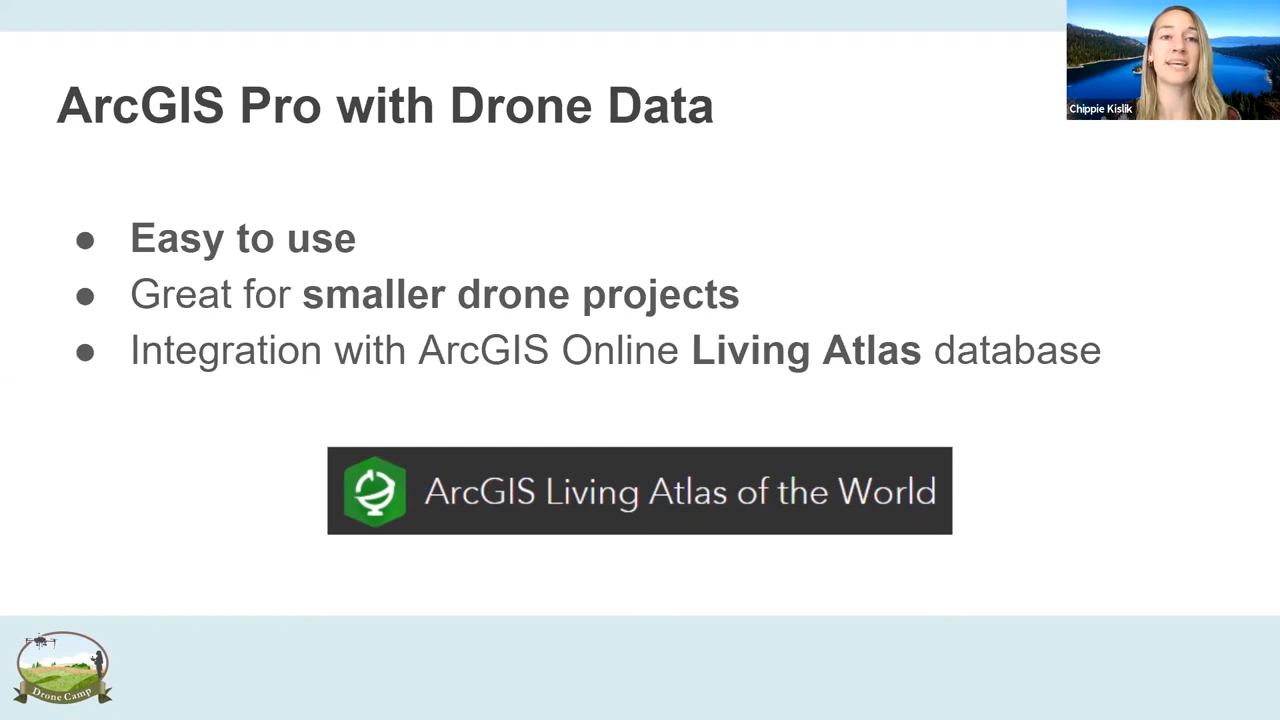 Chippie Kislik
ArcGIS Pro with Drone Data
● Easy to use
● Great for smaller drone projects
● Integration with ArcGIS Online Living Atlas database
ArcGIS Living Atlas of the World
Drone Camp